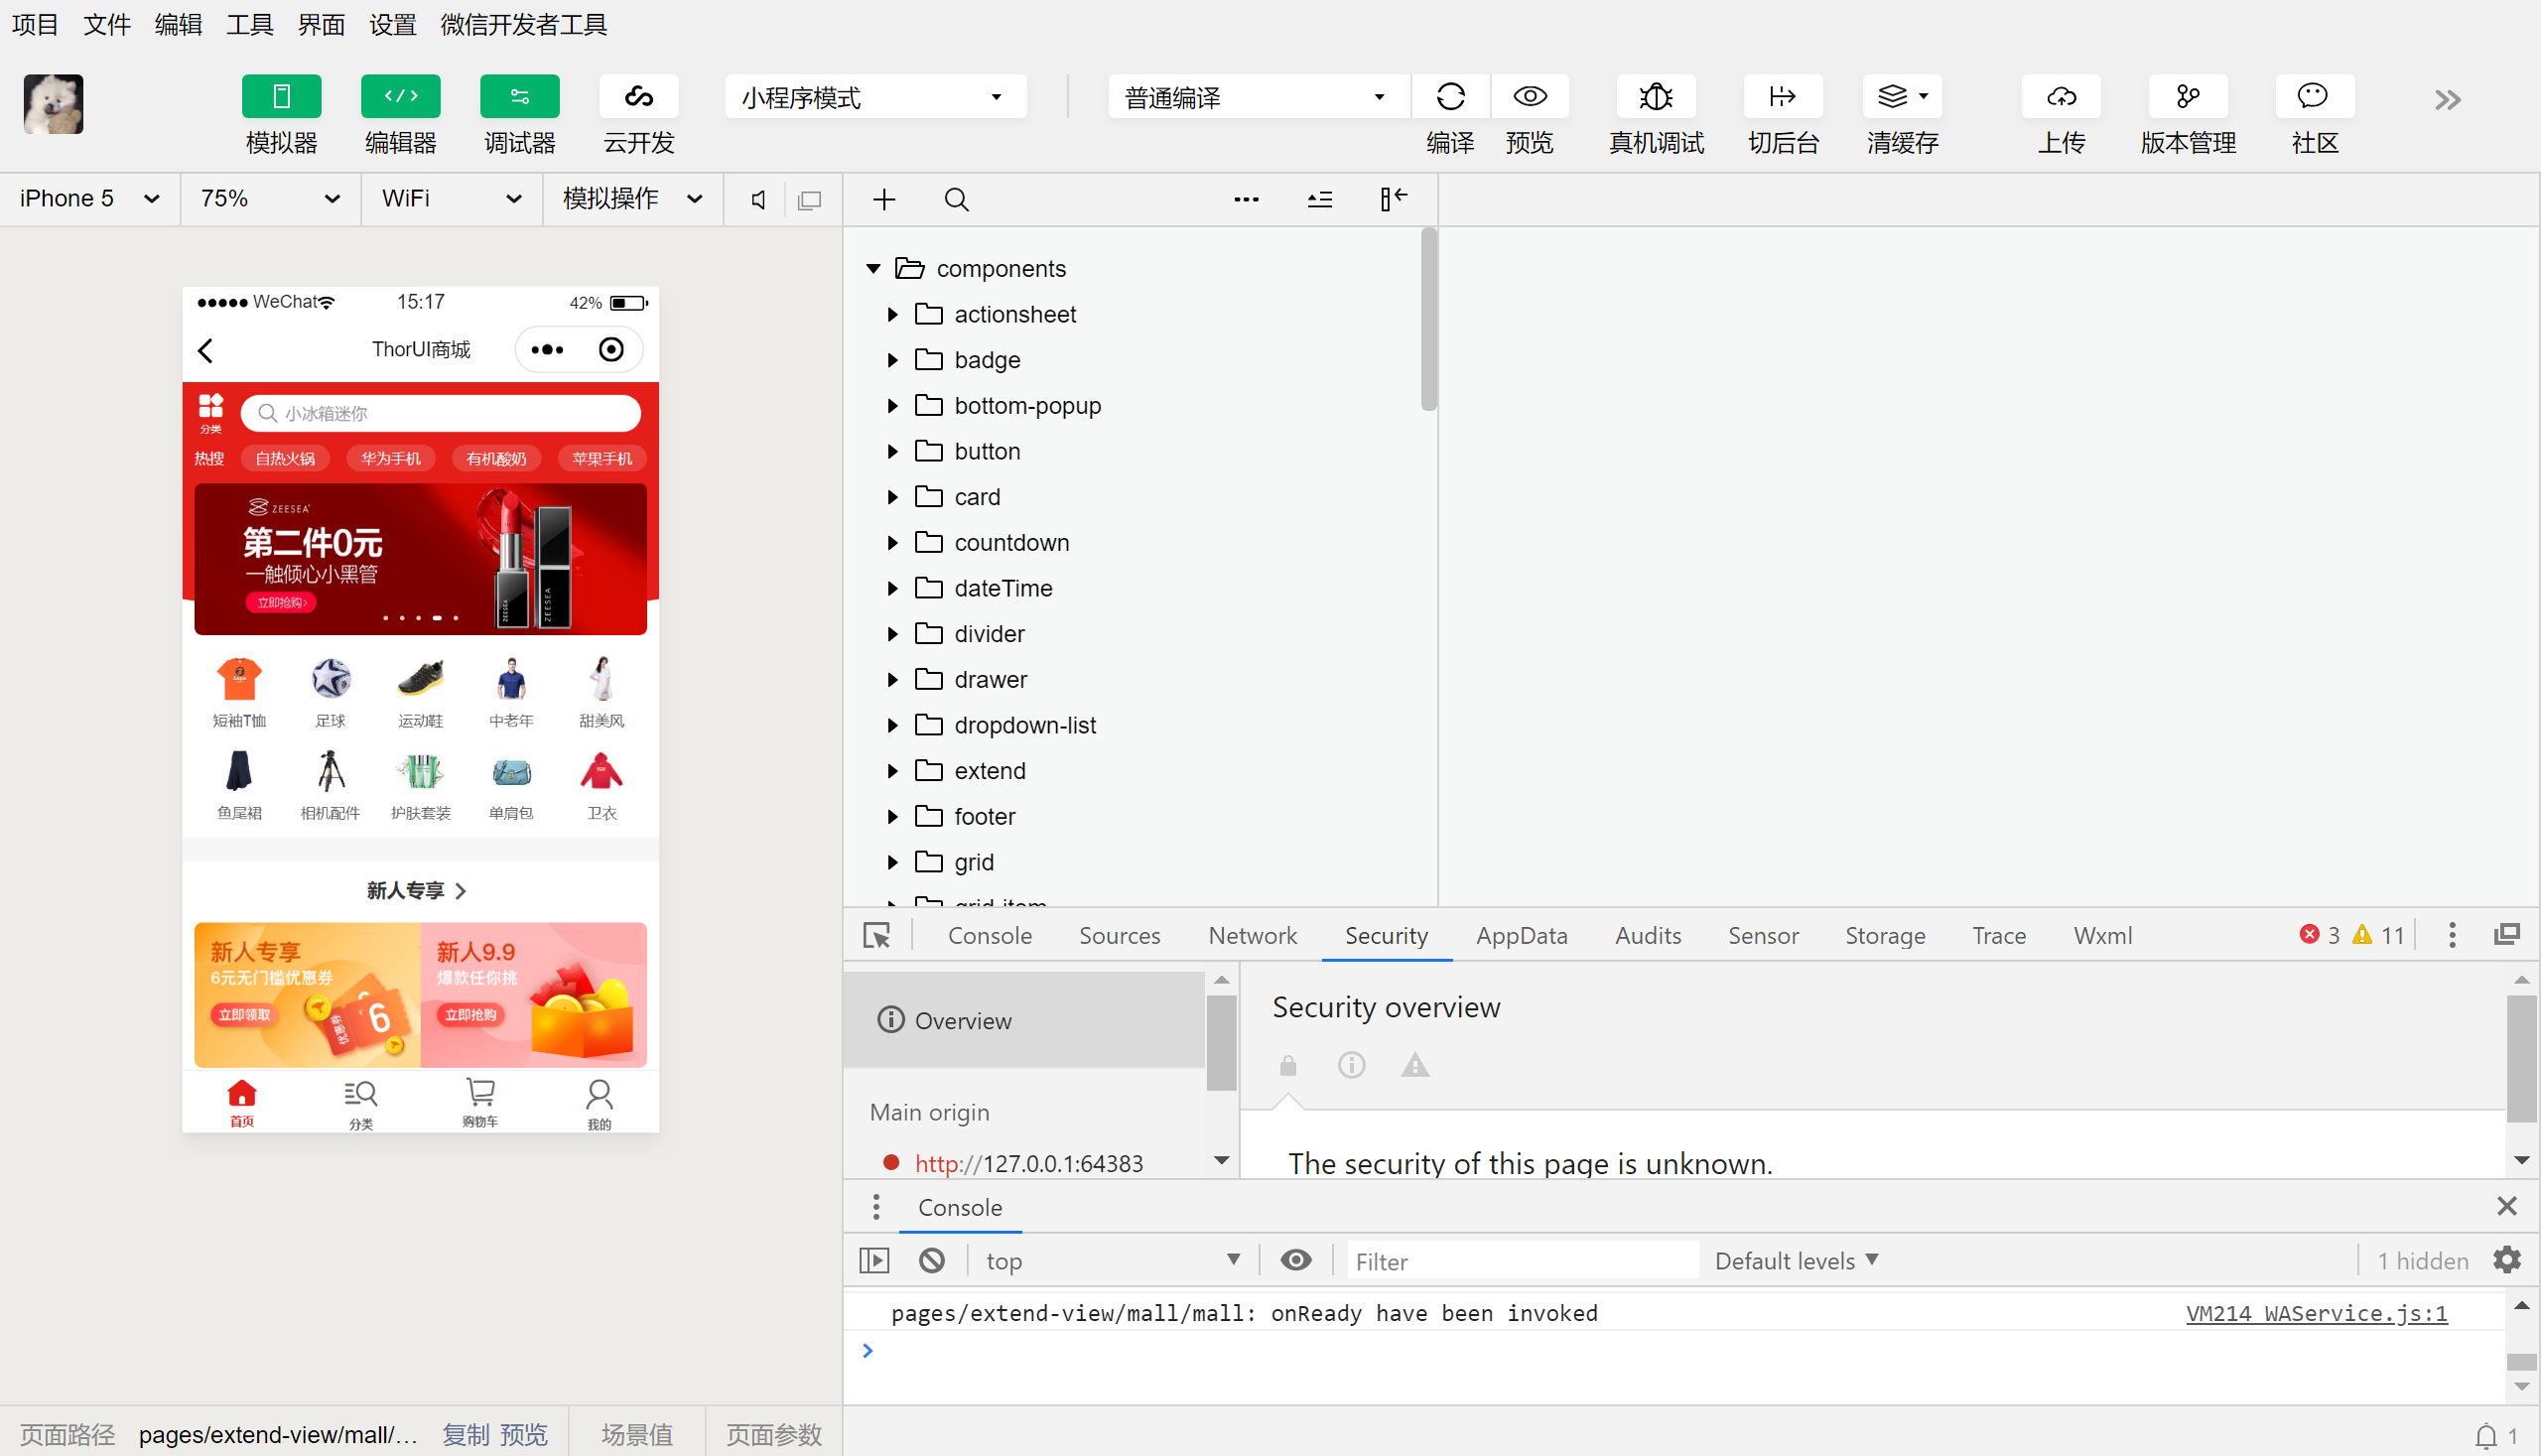 项目 文件 编辑 工具 界面 设置 微信开发者工具
模拟器 编辑器 调试器 云开发 小程序模式 普通编译 编译 预览 真机调试 切后台 清缓存 上传 版本管理 社区
iPhone 5 75% WiFi 模拟操作
WeChat 15:17 42%
ThorUI商城
分类 小冰箱迷你
热搜 自热火锅 华为手机 有机酸奶 苹果手机
ZEESEA
第二件0元
一触倾心小黑管
立即抢购>
ZEESEA ZEESEA
短袖T恤 足球 运动鞋 中老年 甜美风
鱼尾裙 相机配件 护肤套装 单肩包 卫衣
新人专享
新人专享 新人9.9
6元无门槛优惠券 爆款任你挑
立即领取 立即抢购
6
首页 分类 购物车 我的
components
actionsheet
badge
bottom-popup
button
card
countdown
dateTime
divider
drawer
dropdown-list
extend
footer
grid
grid-item
Console Sources Network Security AppData Audits Sensor Storage Trace Wxml 3 11
Overview
Main origin
http://127.0.0.1:64383
Security overview
The security of this page is unknown.
Console
top Filter Default levels 1 hidden
pages/extend-view/mall/mall: onReady have been invoked VM214 WAService.js:1
页面路径 pages/extend-view/mall/... 复制 预览 场景值 页面参数 1